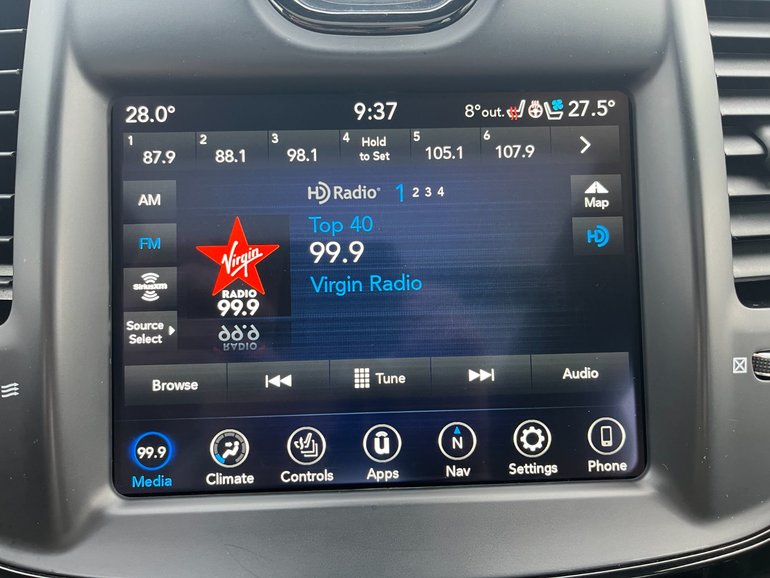 28.0° 9:37 8°out. 27.5°
1 87.9 2 88.1 3 98.1 4 Hold to Set 5 105.1 6 107.9 >
AM
HD Radio® 1 2 3 4
Map
FM
Top 40
99.9
Virgin Radio
HD
Virgin
RADIO
99.9
SiriusXM
Source
Select
Browse Tune Audio
99.9 û N
Media Climate Controls Apps Nav Settings Phone